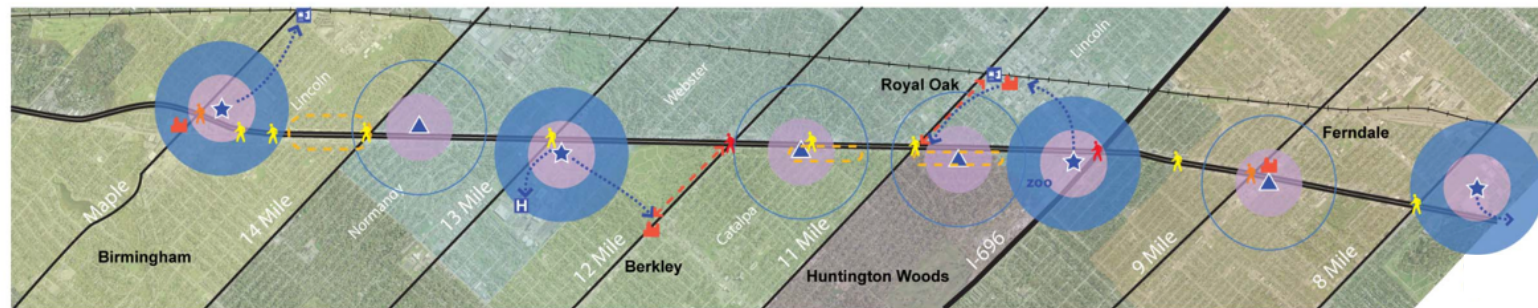 Maple
Birmingham
Lincoln
14 Mile
Normandy
13 Mile
H
Webster
12 Mile
Berkley
Catalpa
11 Mile
Royal Oak
Lincoln
Huntington Woods
zoo
I-696
9 Mile
Ferndale
8 Mile